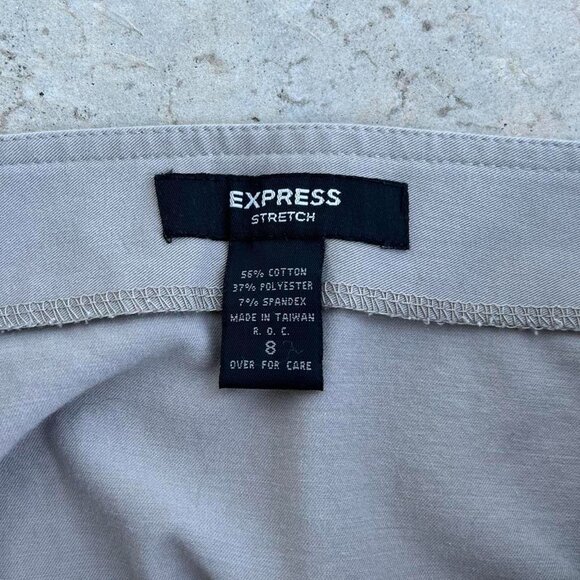 EXPRESS
STRETCH
56% COTTON
37% POLYESTER
7% SPANDEX
MADE IN TAIWAN
R. O. C.
8
OVER FOR CARE